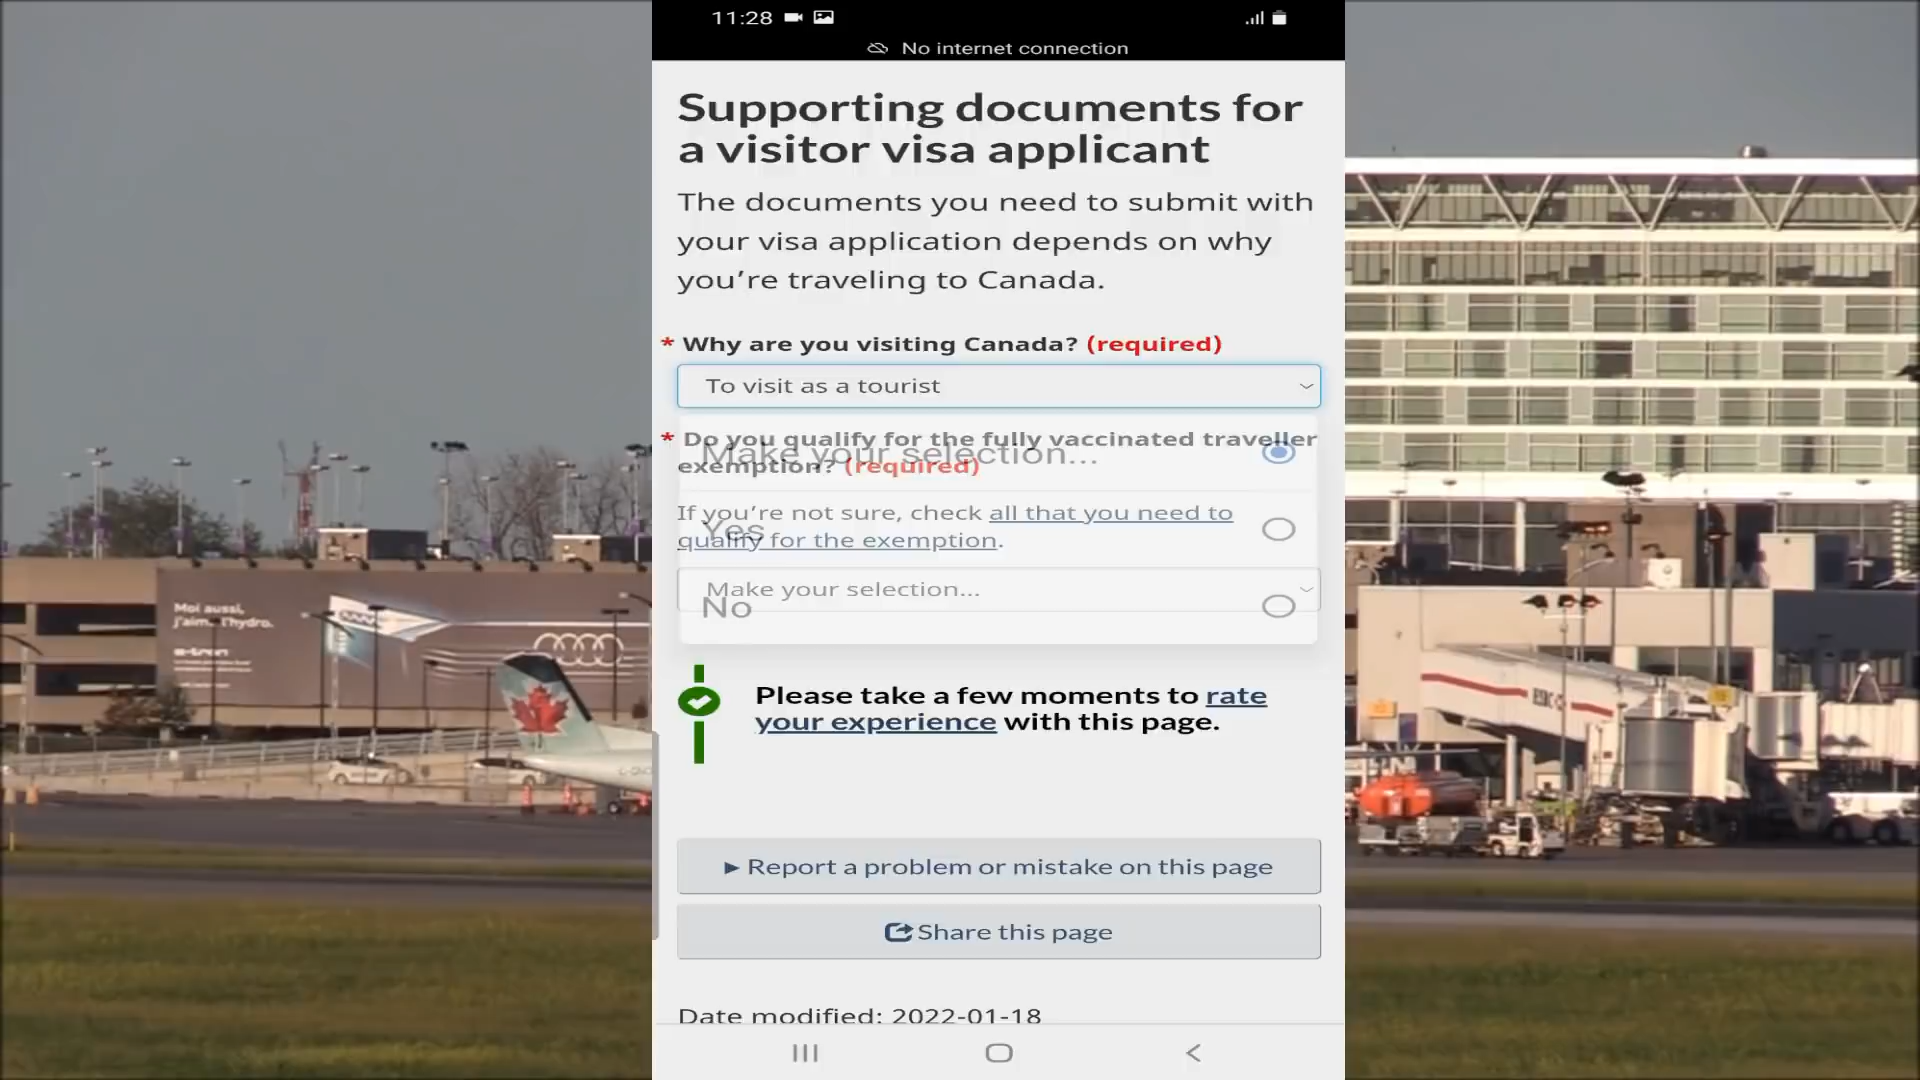 11:28
No internet connection
Supporting documents for
a visitor visa applicant
The documents you need to submit with
your visa application depends on why
you're traveling to Canada.
* Why are you visiting Canada? (required)
To visit as a tourist
* Do you qualify for the fully vaccinated traveller
exemption? (required)
Make your selection...
If you're not sure, check all that you need to
qualify for the exemption.
Yes
Make your selection...
No
Please take a few moments to rate
your experience with this page.
Report a problem or mistake on this page
Share this page
Date modified: 2022-01-18
Moi aussi,
j'aim. l'hydro.
e-tron